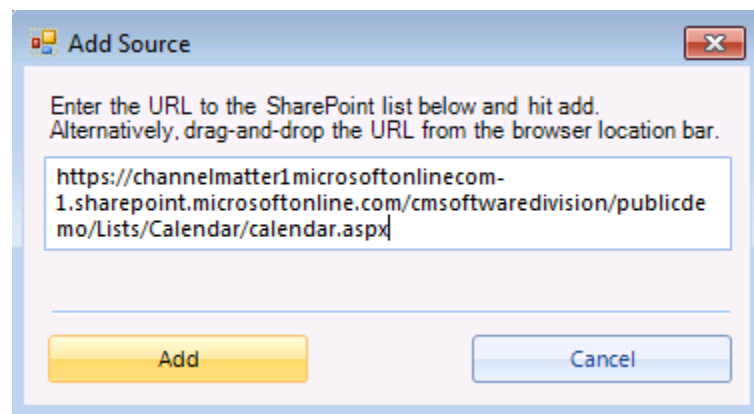 Add Source
Enter the URL to the SharePoint list below and hit add.
Alternatively, drag-and-drop the URL from the browser location bar.
https://channelmatter1microsoftonlinecom-
1.sharepoint.microsoftonline.com/cmsoftwaredivision/publicde
mo/Lists/Calendar/calendar.aspx
Add
Cancel